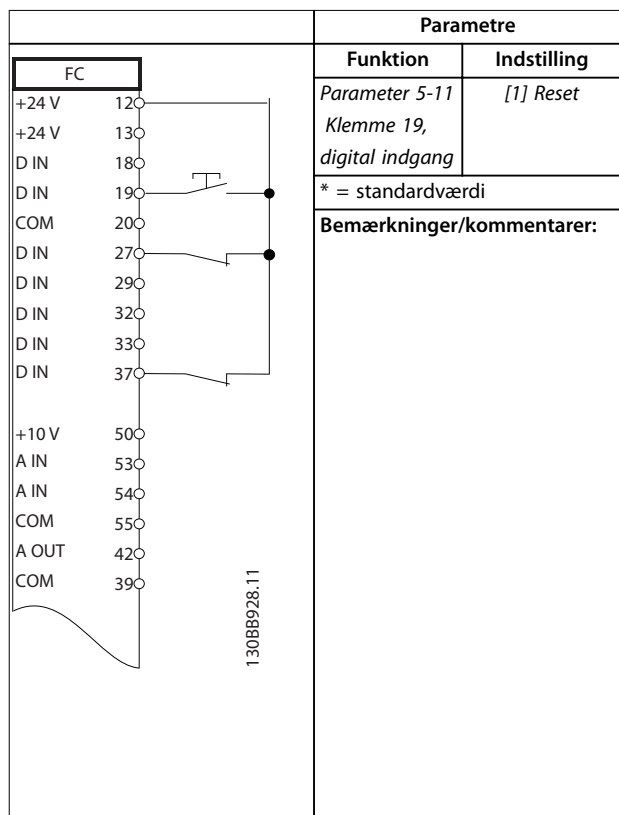 Parametre
Funktion Indstilling
Parameter 5-11 [1] Reset
Klemme 19,
digital indgang
* = standardværdi
Bemærkninger/kommentarer:
FC
+24 V 12
+24 V 13
D IN 18
D IN 19
COM 20
D IN 27
D IN 29
D IN 32
D IN 33
D IN 37
+10 V 50
A IN 53
A IN 54
COM 55
A OUT 42
COM 39
130BB928.11